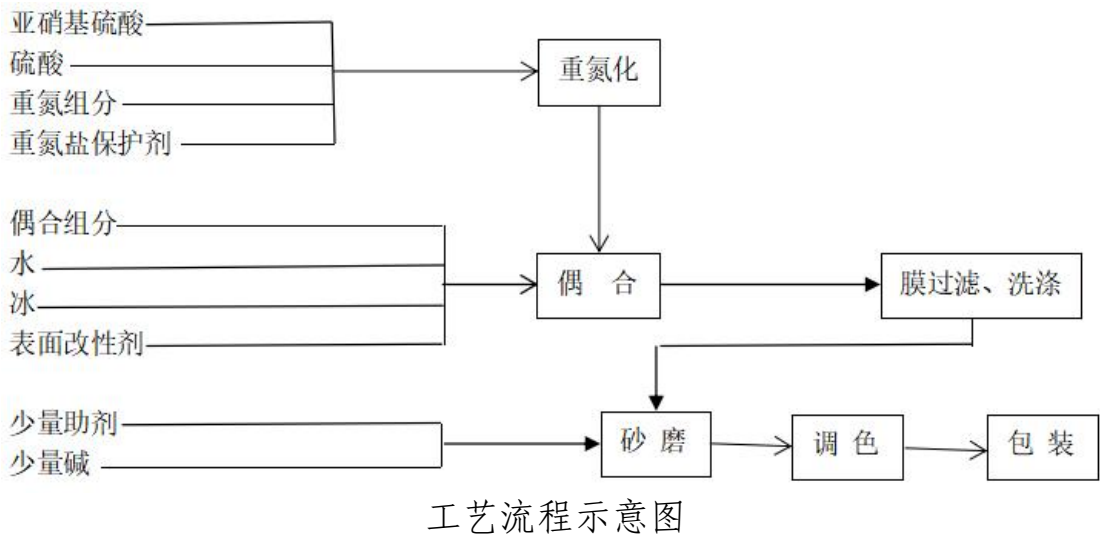 亚硝基硫酸
硫酸
重氮组分
重氮盐保护剂
重氮化
偶合组分
水
冰
表面改性剂
偶 合
膜过滤、洗涤
少量助剂
少量碱
砂 磨
调 色
包 装
工艺流程示意图